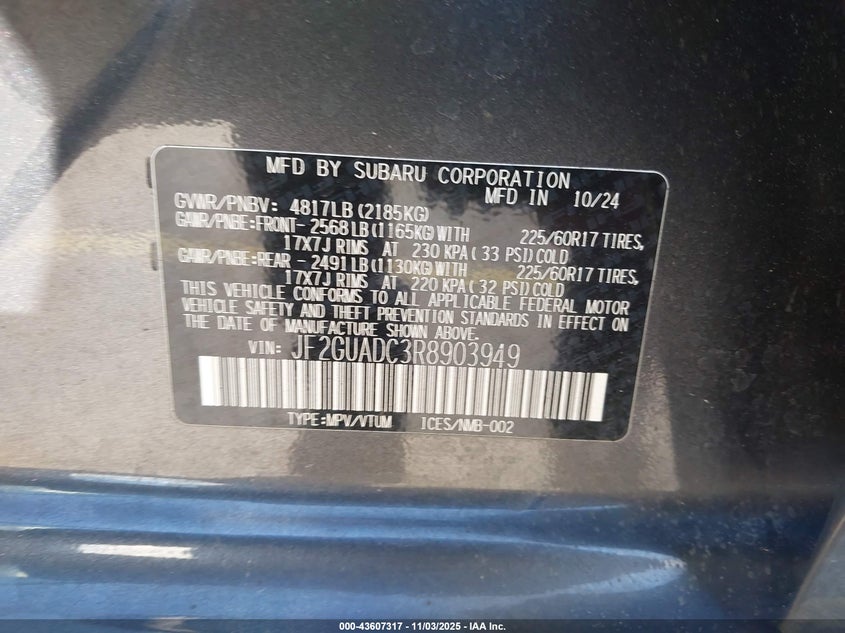 MFD BY SUBARU CORPORATION
MFD IN 10/24
GVWR/PNBV: 4817LB(2185KG)
GAWR/PNBE:FRONT- 2568LB(1165KG)WITH 225/60R17 TIRES,
17X7J RIMS AT 230 KPA( 33 PSI)COLD
GAWR/PNBE:REAR - 2491LB(1130KG)WITH 225/60R17 TIRES,
17X7J RIMS AT 220 KPA( 32 PSI)COLD
THIS VEHICLE CONFORMS TO ALL APPLICABLE FEDERAL MOTOR
VEHICLE SAFETY AND THEFT PREVENTION STANDARDS IN EFFECT ON
THE DATE OF MANUFACTURE SHOWN ABOVE.
VIN: JF2GUADC3R8903949
TYPE:MPV/VTUM ICES/NMB-002
000-43607317 - 11/03/2025 - IAA Inc.